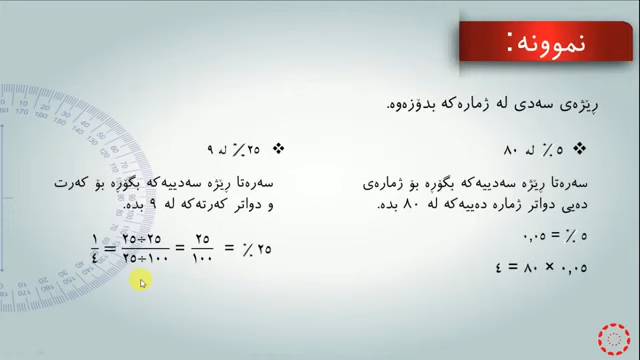 نموونە:
ڕێژەی سەدی لە ژمارەکە بدۆزەوە.
❖ ٥ ٪ لە ٨٠
سەرەتا ڕێژە سەدییەکە بگۆڕە بۆ ژمارەی
دەیی دواتر ژمارە دەییەکە لە ٨٠ بدە.
٥ ٪ = ٠,٠٥
٠,٠٥ × ٨٠ = ٤
❖ ٢٥ ٪ لە ٩
سەرەتا ڕێژە سەدییەکە بگۆڕە بۆ کەرت
و دواتر کەرتەکە لە ٩ بدە.
٢٥ ٪ = ٢٥/١٠٠ = ٢٥÷٢٥/١٠٠÷٢٥ = ١/٤